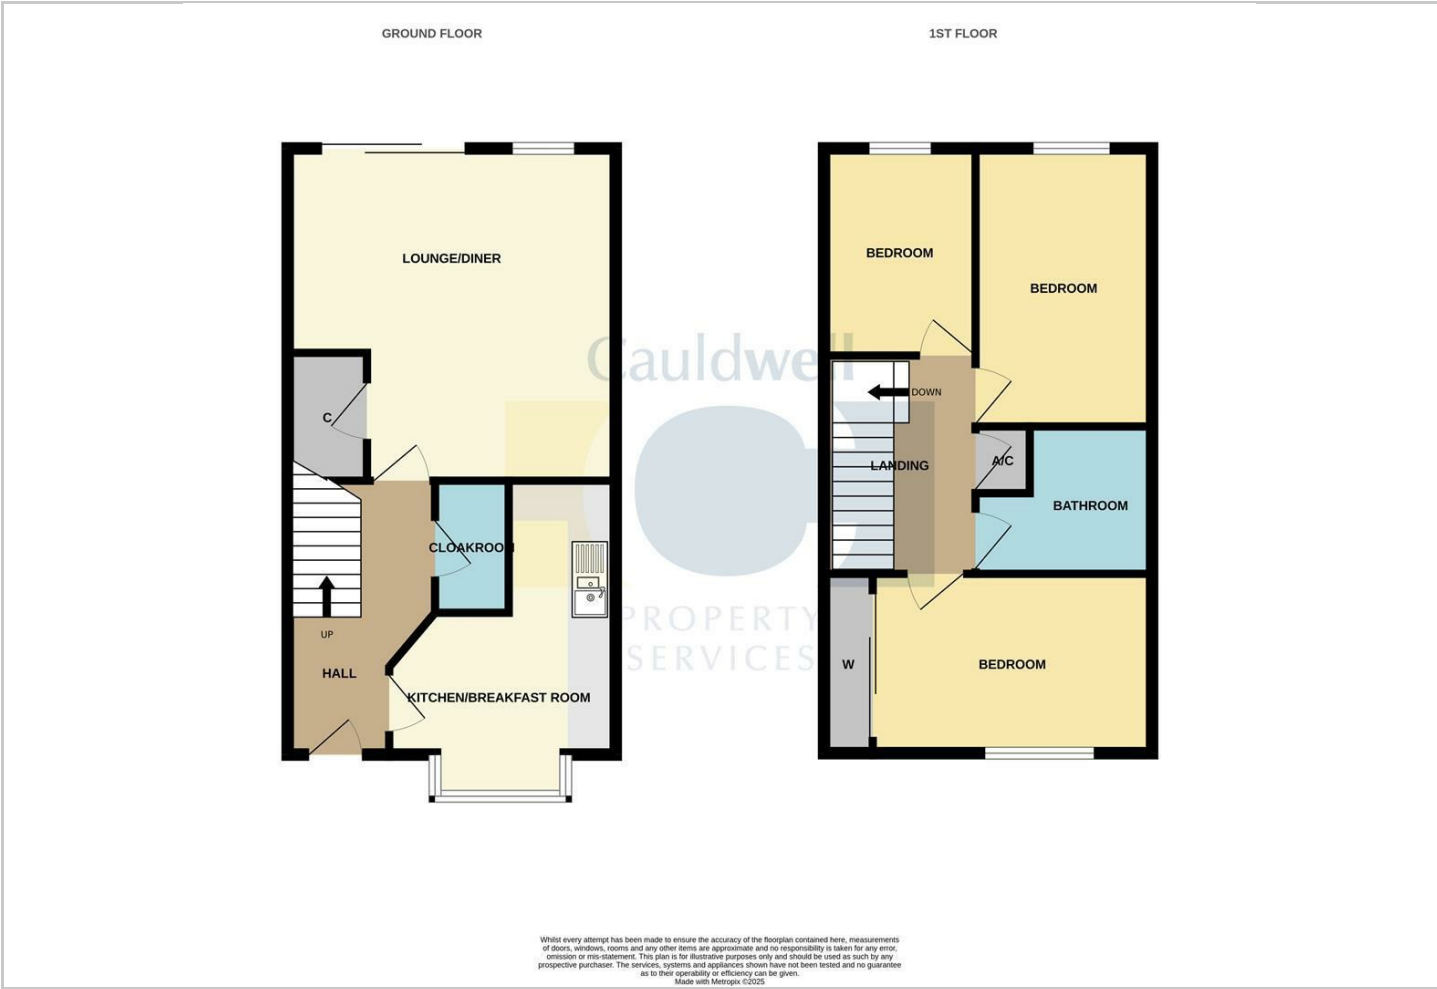 GROUND FLOOR
1ST FLOOR
LOUNGE/DINER
C
CLOAKROOM
UP
HALL
KITCHEN/BREAKFAST ROOM
BEDROOM
BEDROOM
DOWN
LANDING
A/C
BATHROOM
W
BEDROOM
Cauldwell
PROPERTY
SERVICES
Whilst every attempt has been made to ensure the accuracy of the floorplan contained here, measurements
of doors, windows, rooms and any other items are approximate and no responsibility is taken for any error,
omission or mis-statement. This plan is for illustrative purposes only and should be used as such by any
prospective purchaser. The services, systems and appliances shown have not been tested and no guarantee
as to their operability or efficiency can be given.
Made with Metropix ©2025